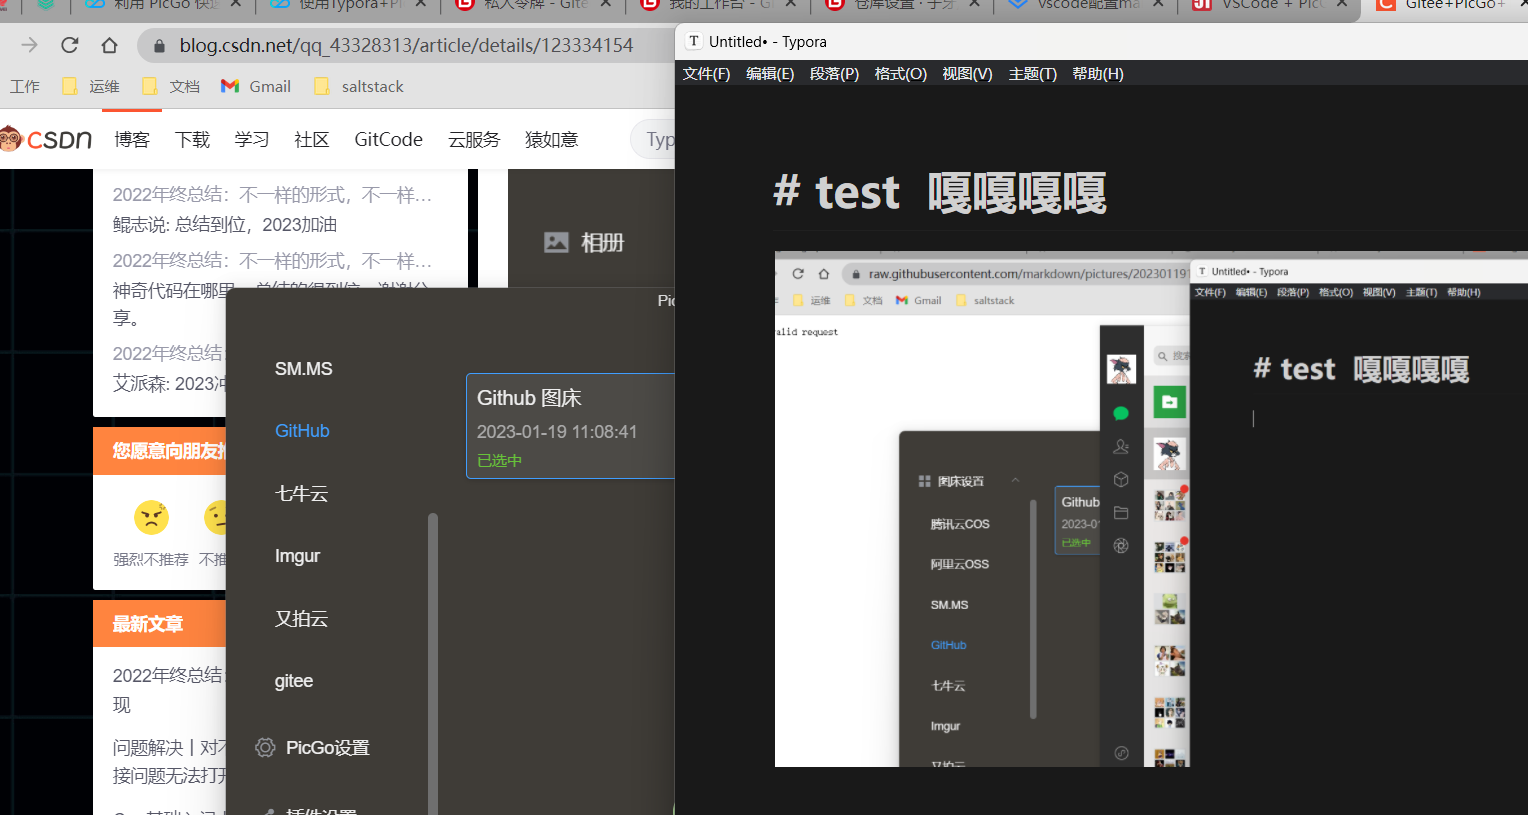 利用 PicGo 快速
使用Typora+Pi
私人令牌 - Gite
我的工作台 - Gi
仓库设置 · 子牙
vscode配置ma
VSCode + PicG
Gitee+PicGo+
blog.csdn.net/qq_43328313/article/details/123334154
工作 运维 文档 Gmail saltstack
CSDN 博客 下载 学习 社区 GitCode 云服务 猿如意 Typ
2022年终总结：不一样的形式，不一样…
鲲志说: 总结到位，2023加油
2022年终总结：不一样的形式，不一样…
神奇代码在哪里
享。
2022年终总结：
艾派森: 2023冲
您愿意向朋友推
强烈不推荐 不推
最新文章
2022年终总结：
现
问题解决丨对不
接问题无法打开
相册
Pic
SM.MS
GitHub
七牛云
Imgur
又拍云
gitee
PicGo设置
插件设置
Github 图床
2023-01-19 11:08:41
已选中
Untitled• - Typora
文件(F) 编辑(E) 段落(P) 格式(O) 视图(V) 主题(T) 帮助(H)
# test 嘎嘎嘎嘎
raw.githubusercontent.com/markdown/pictures/202301191
运维 文档 Gmail saltstack
alid request
图床设置
腾讯云COS
阿里云OSS
SM.MS
GitHub
七牛云
Imgur
又拍云
Github
2023-0
已选中
搜索
Untitled• - Typora
文件(F) 编辑(E) 段落(P) 格式(O) 视图(V) 主题(T) 帮助(H)
# test 嘎嘎嘎嘎